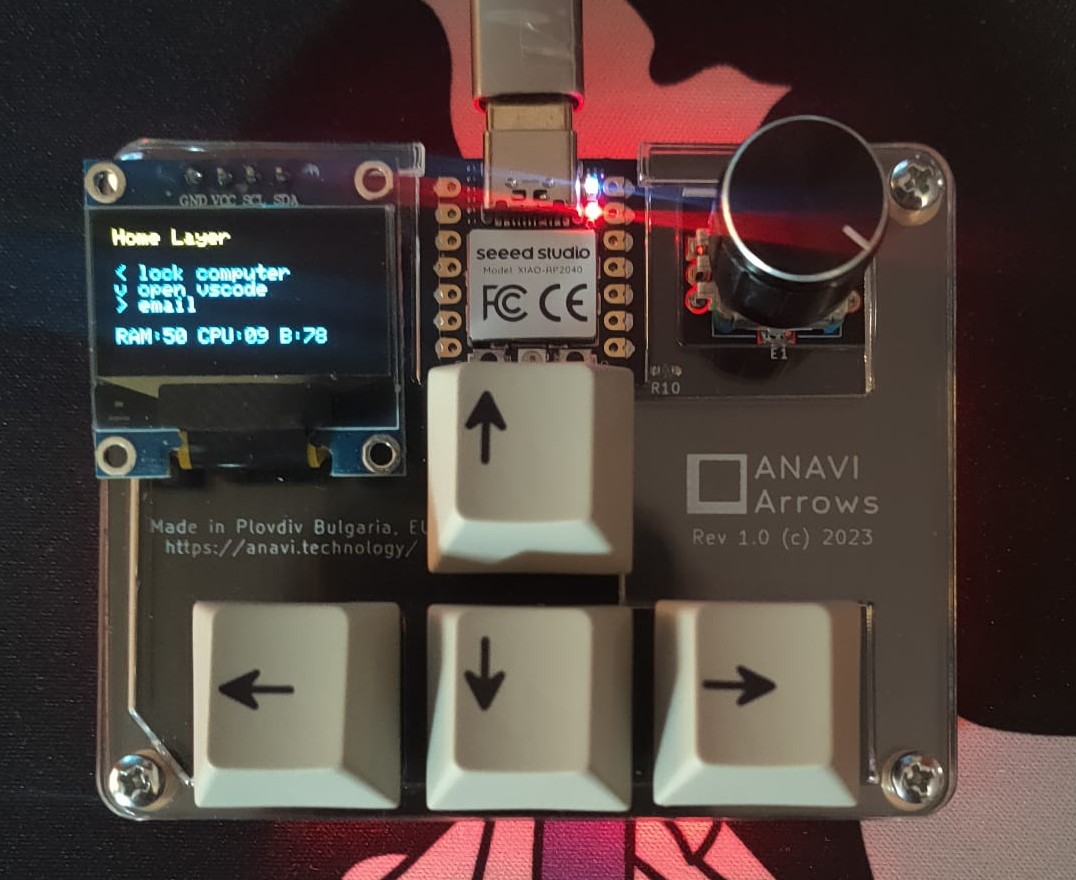 GND VCC SCL SDA
Home Layer
< lock computer
v open vscode
> email
RAM:50 CPU:09 B:78
seeed studio
Model: XIAO-RP2040
FC CE
E1
R10
↑
ANAVI
Arrows
Rev 1.0 (c) 2023
Made in Plovdiv Bulgaria, EU
https://anavi.technology/
← ↓ →